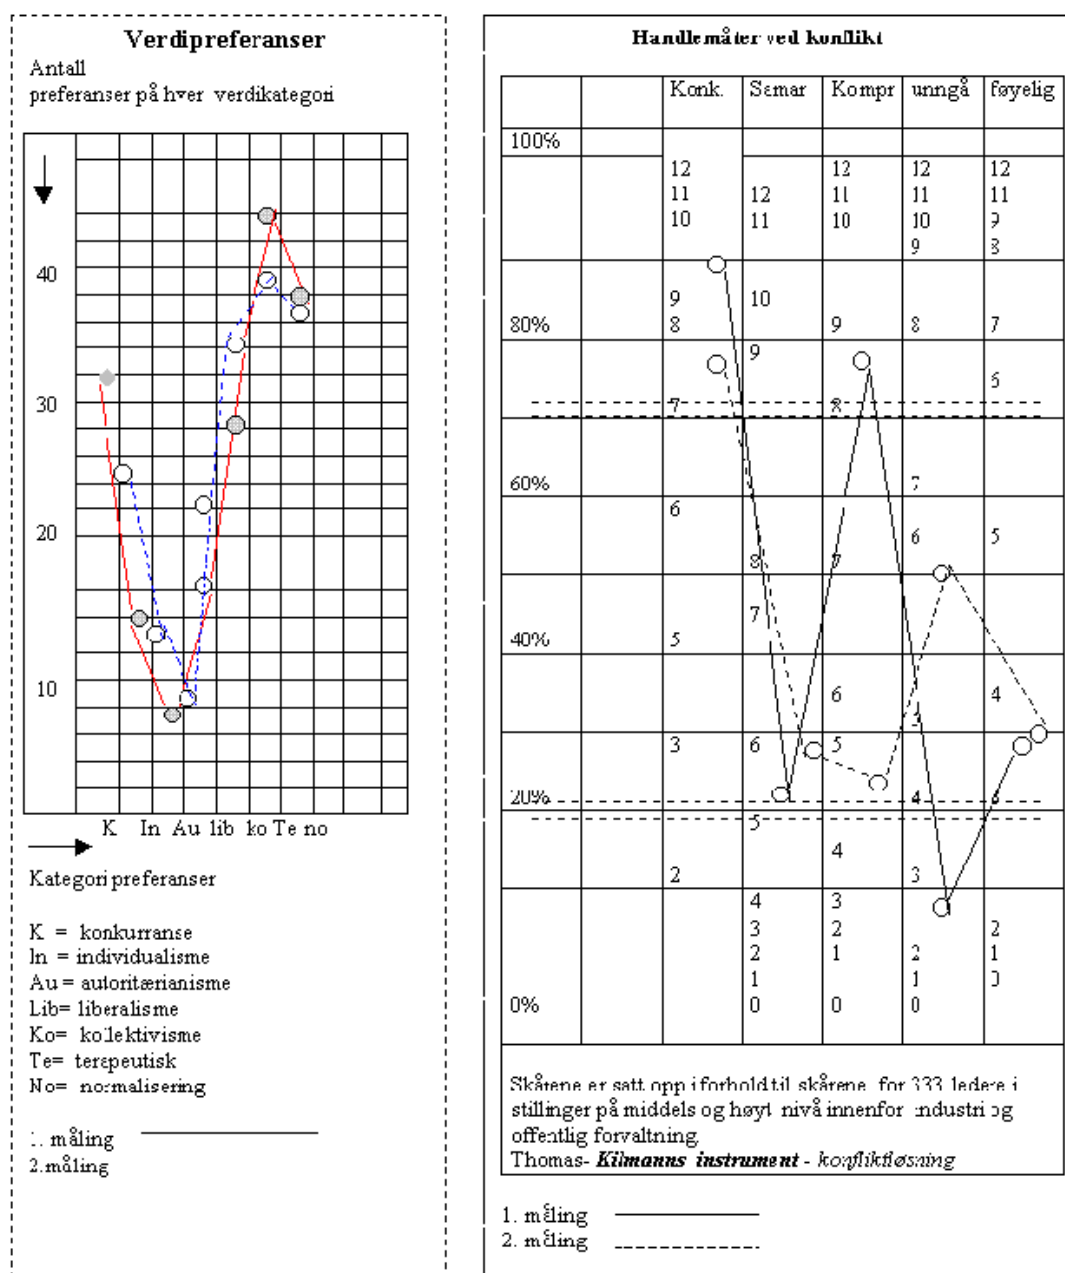 Verdipreferanser
Antall
preferanser på hver verdikategori
40
30
20
10
K In Au lib ko Te no
Kategoripreferanser
K = konkurranse
In = individualisme
Au = autoritærianisme
Lib= liberalisme
Ko= kollektivisme
Te= terapeutisk
No= normalisering
1. måling
2.måling
Handlemåter ved konflikt
Konk. Samar Kompr unngå føyelig
100%
12 12 12 12
11 12 11 11 11
10 11 10 10 9
9 8
9 10
80% 8 9 8 7
9
6
7 8
60% 7
6 6 5
8 7
7
40% 5
6 4
3 6 5
20% 4
5
4
2 3
4 3
3 2 2
2 1 2 1
1 1 0
0% 0 0 0
Skårene er satt opp i forhold til skårene for 333 ledere i
stillinger på middels og høyt nivå innenfor industri og
offentlig forvaltning.
Thomas- Kilmanns instrument - konfliktløsning
1. måling
2. måling